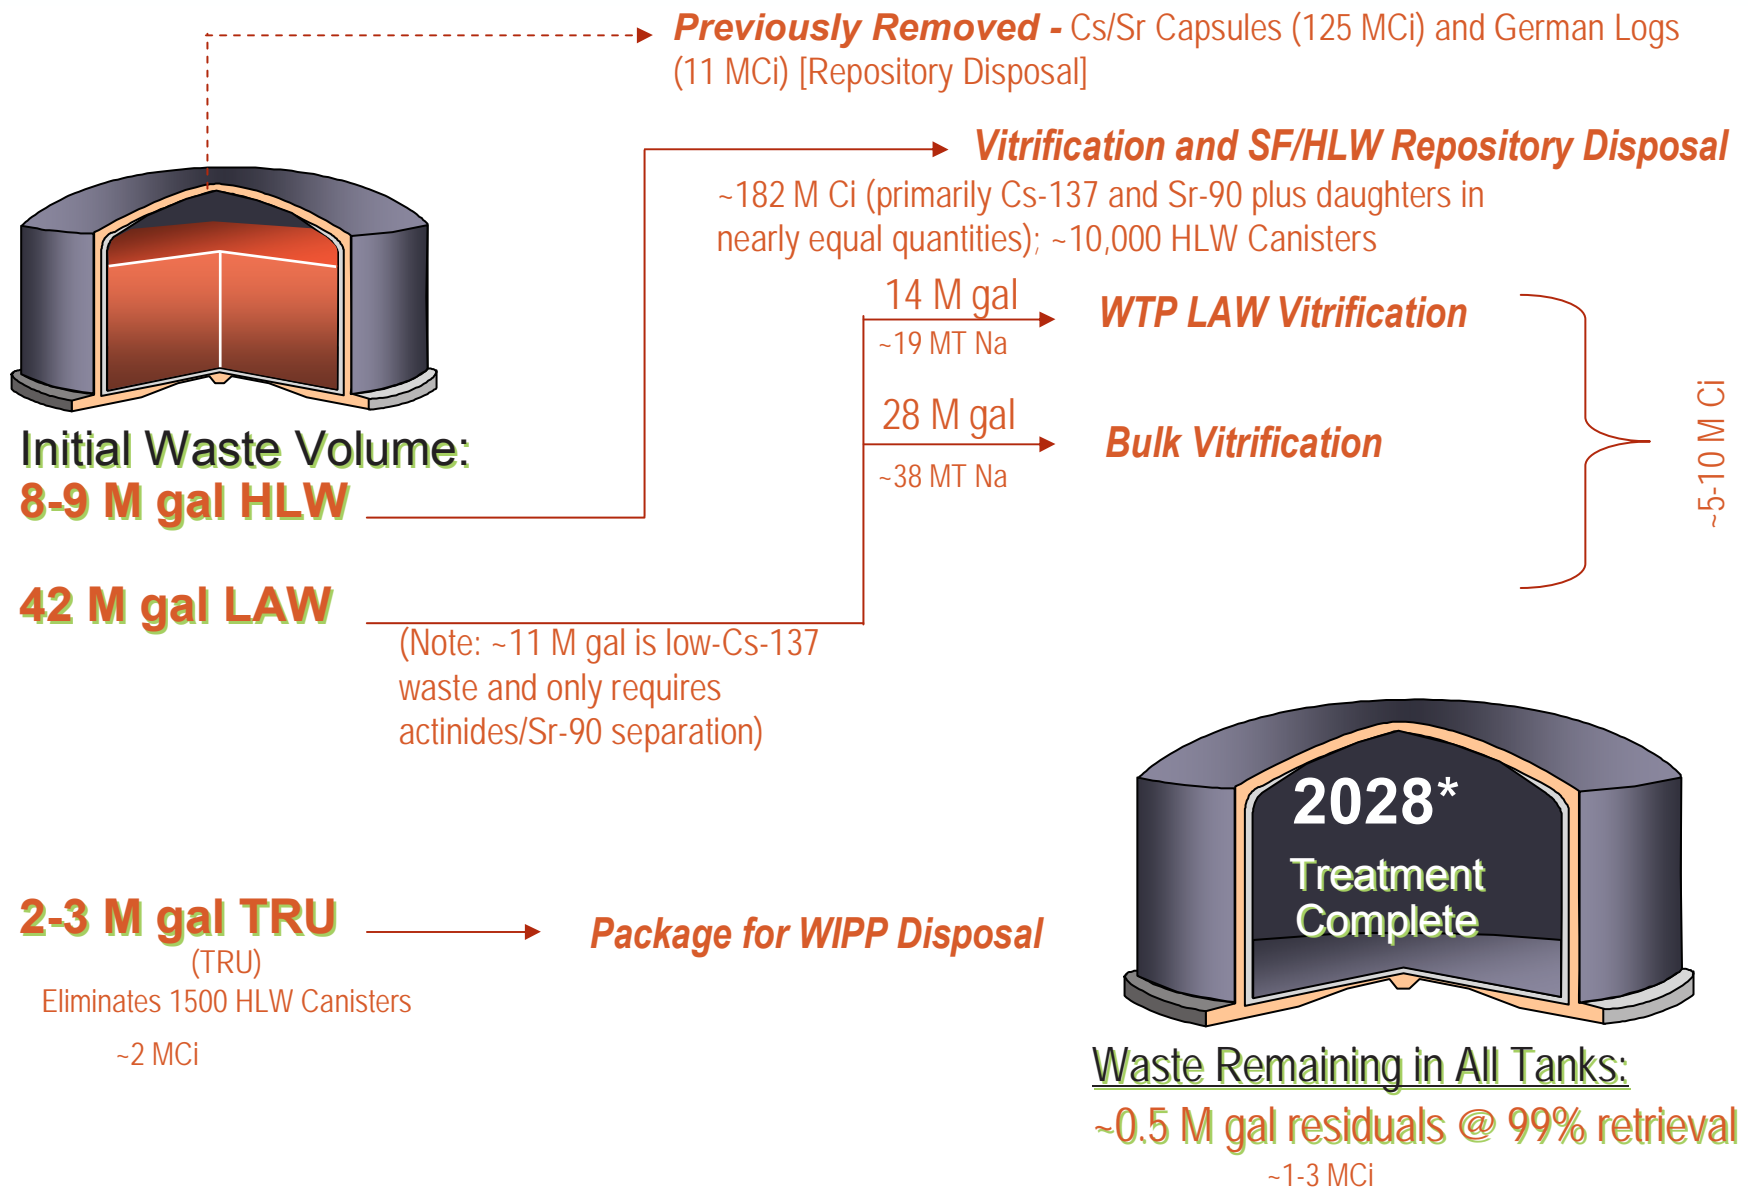 Previously Removed - Cs/Sr Capsules (125 MCi) and German Logs
(11 MCi) [Repository Disposal]
Vitrification and SF/HLW Repository Disposal
~182 M Ci (primarily Cs-137 and Sr-90 plus daughters in
nearly equal quantities); ~10,000 HLW Canisters
14 M gal
~19 MT Na
WTP LAW Vitrification
28 M gal
~38 MT Na
Bulk Vitrification
~5-10 M Ci
Initial Waste Volume:
8-9 M gal HLW
42 M gal LAW
(Note: ~11 M gal is low-Cs-137
waste and only requires
actinides/Sr-90 separation)
2-3 M gal TRU
(TRU)
Eliminates 1500 HLW Canisters
~2 MCi
Package for WIPP Disposal
2028*
Treatment
Complete
Waste Remaining in All Tanks:
~0.5 M gal residuals @ 99% retrieval
~1-3 MCi